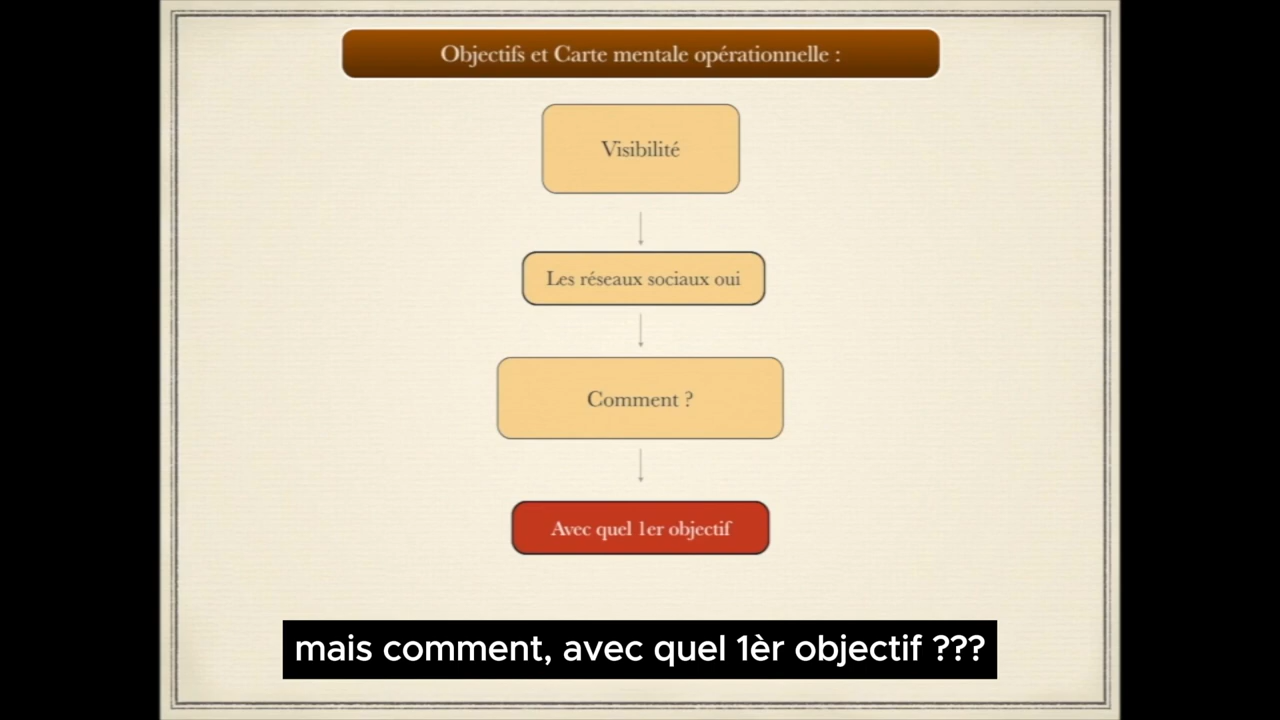 Objectifs et Carte mentale opérationnelle :
Visibilité
Les réseaux sociaux oui
Comment ?
Avec quel 1er objectif
mais comment, avec quel 1èr objectif ???